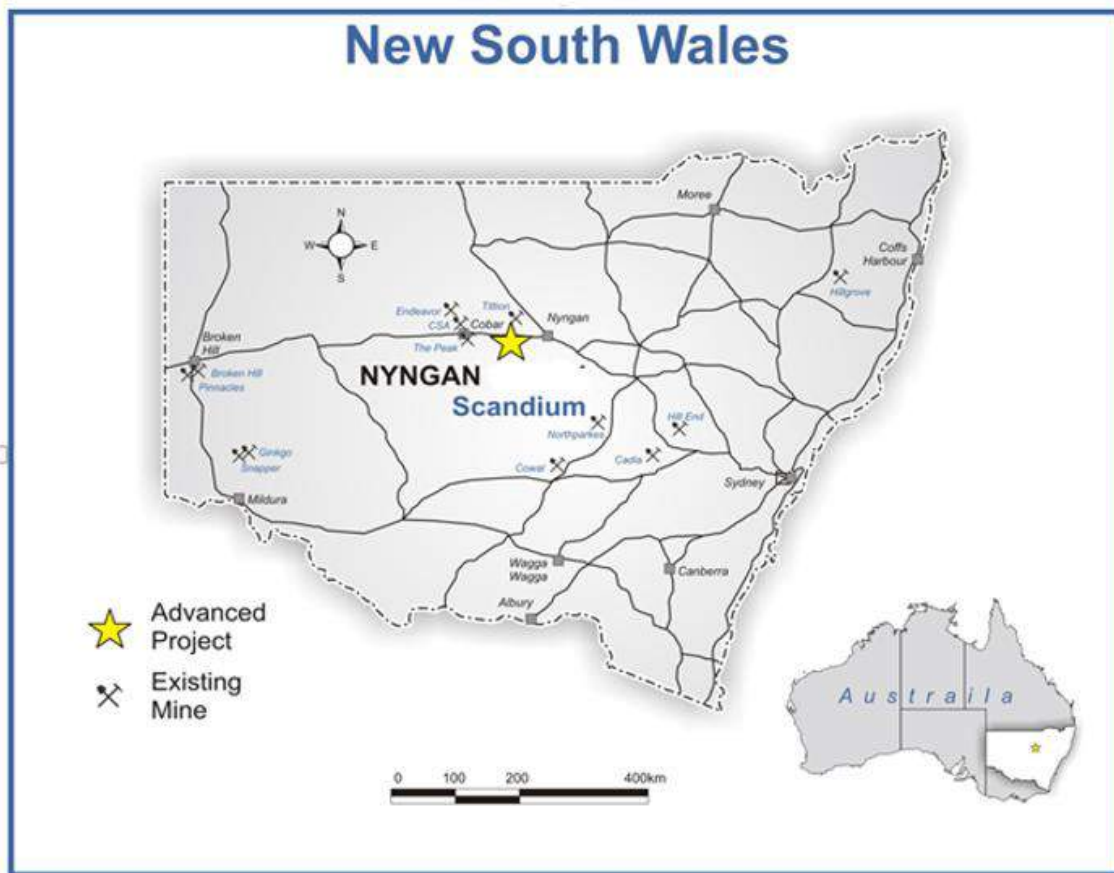 New South Wales
N
W
E
S
Moree
Coffs
Harbour
Hillgrove
Endeavor
Tittion
CSA
Cobar
Nyngan
The Peak
Broken
Hill
Broken Hill
Pinnacles
NYNGAN
Scandium
Hill End
Northparkes
Ginkgo
Snapper
Cowal
Cadia
Sydney
Mildura
Wagga
Wagga
Canberra
Albury
Advanced
Project
Existing
Mine
Austraila
0 100 200 400km